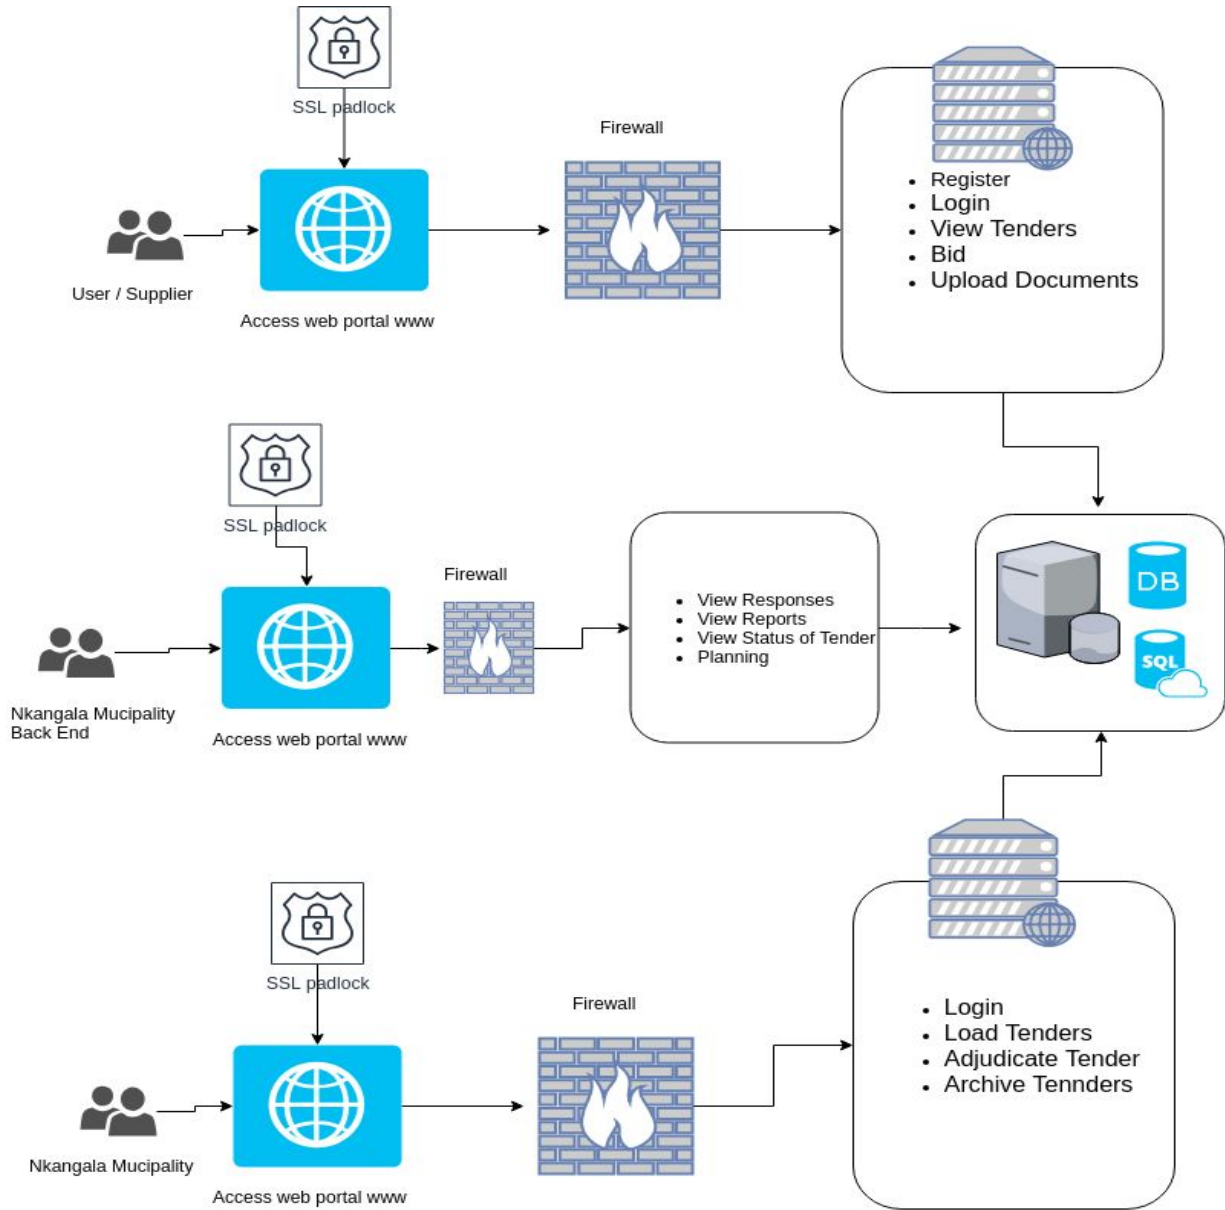 SSL padlock
Firewall
Register
Login
View Tenders
Bid
Upload Documents
User / Supplier
Access web portal www
SSL padlock
Firewall
View Responses
View Reports
View Status of Tender
Planning
DB
SQL
Nkangala Mucipality
Back End
Access web portal www
SSL padlock
Firewall
Login
Load Tenders
Adjudicate Tender
Archive Tennders
Nkangala Mucipality
Access web portal www